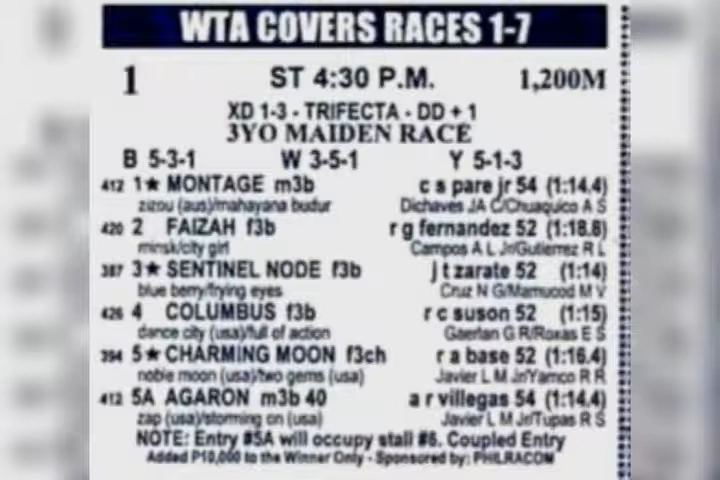 WTA COVERS RACES 1-7
1 ST 4:30 P.M. 1,200M
XD 1-3 - TRIFECTA - DD + 1
3YO MAIDEN RACE
B 5-3-1 W 3-5-1 Y 5-1-3
412 1★ MONTAGE m3b c s pare jr 54 (1:14.4)
zizou (aus)/mahayana budur Dichaves JA C/Chuaquico A S
420 2 FAIZAH f3b r g fernandez 52 (1:18.8)
minsk/city girl Campos A L Jr/Gutierrez R L
387 3★ SENTINEL NODE f3b j t zarate 52 (1:14)
blue berry/frying eyes Cruz N G/Mamucod M V
426 4 COLUMBUS f3b r c suson 52 (1:15)
dance city (usa)/full of action Gaerlan G R/Roxas E S
394 5★ CHARMING MOON f3ch r a base 52 (1:16.4)
noble moon (usa)/two gems (usa) Javier L M Jr/Yamco R R
412 5A AGARON m3b 40 a r villegas 54 (1:14.4)
zap (usa)/storming on (usa) Javier L M Jr/Tupas R S
NOTE: Entry #5A will occupy stall #6. Coupled Entry
Added P10,000 to the Winner Only - Sponsored by: PHILRACOM